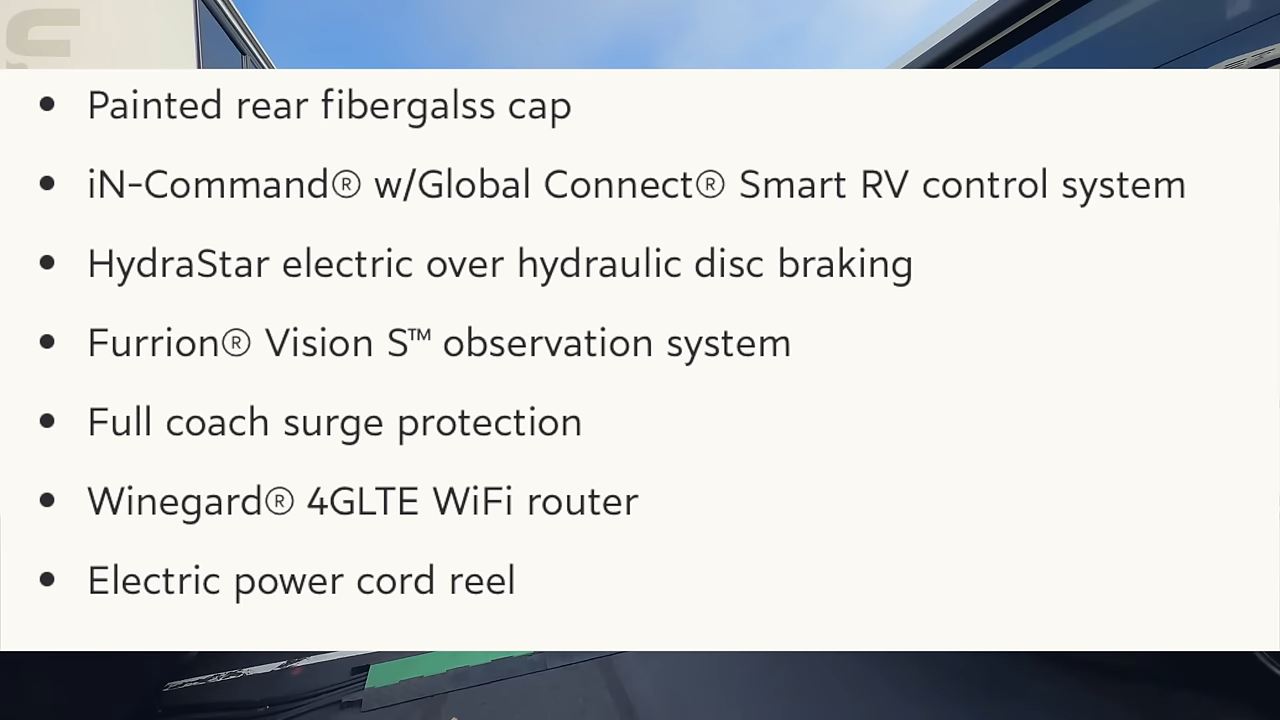 • Painted rear fibergalss cap
• iN-Command® w/Global Connect® Smart RV control system
• HydraStar electric over hydraulic disc braking
• Furrion® Vision S™ observation system
• Full coach surge protection
• Winegard® 4GLTE WiFi router
• Electric power cord reel